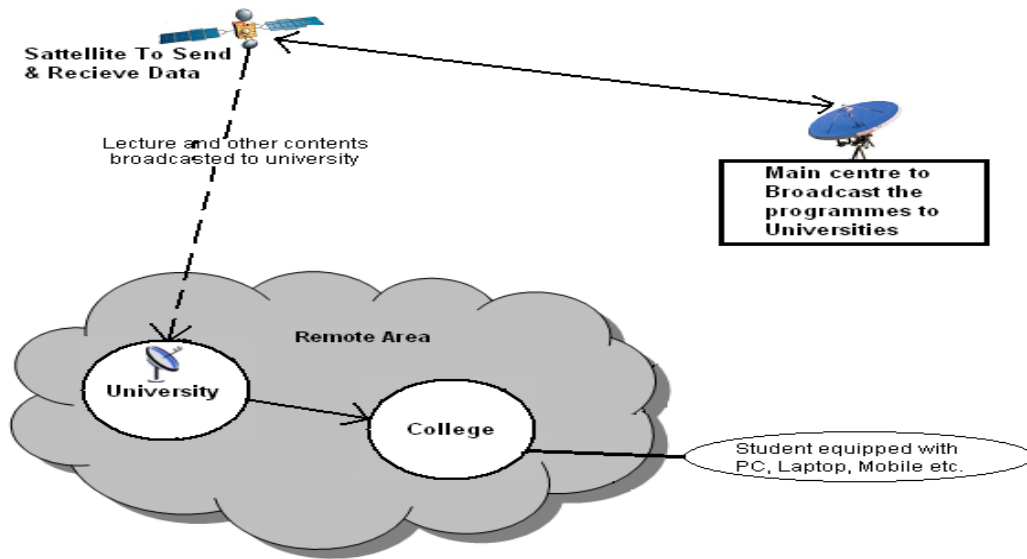 Sattellite To Send
& Recieve Data
Lecture and other contents
broadcasted to university
Main centre to
Broadcast the
programmes to
Universities
Remote Area
University
College
Student equipped with
PC, Laptop, Mobile etc.